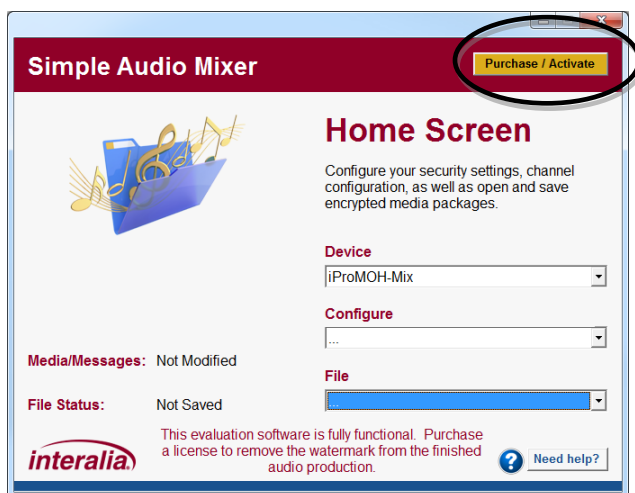 Simple Audio Mixer
Purchase / Activate
Home Screen
Configure your security settings, channel
configuration, as well as open and save
encrypted media packages.
Device
iProMOH-Mix
Configure
...
Media/Messages: Not Modified
File
...
File Status: Not Saved
This evaluation software is fully functional. Purchase
a license to remove the watermark from the finished
audio production.
interalia
? Need help?